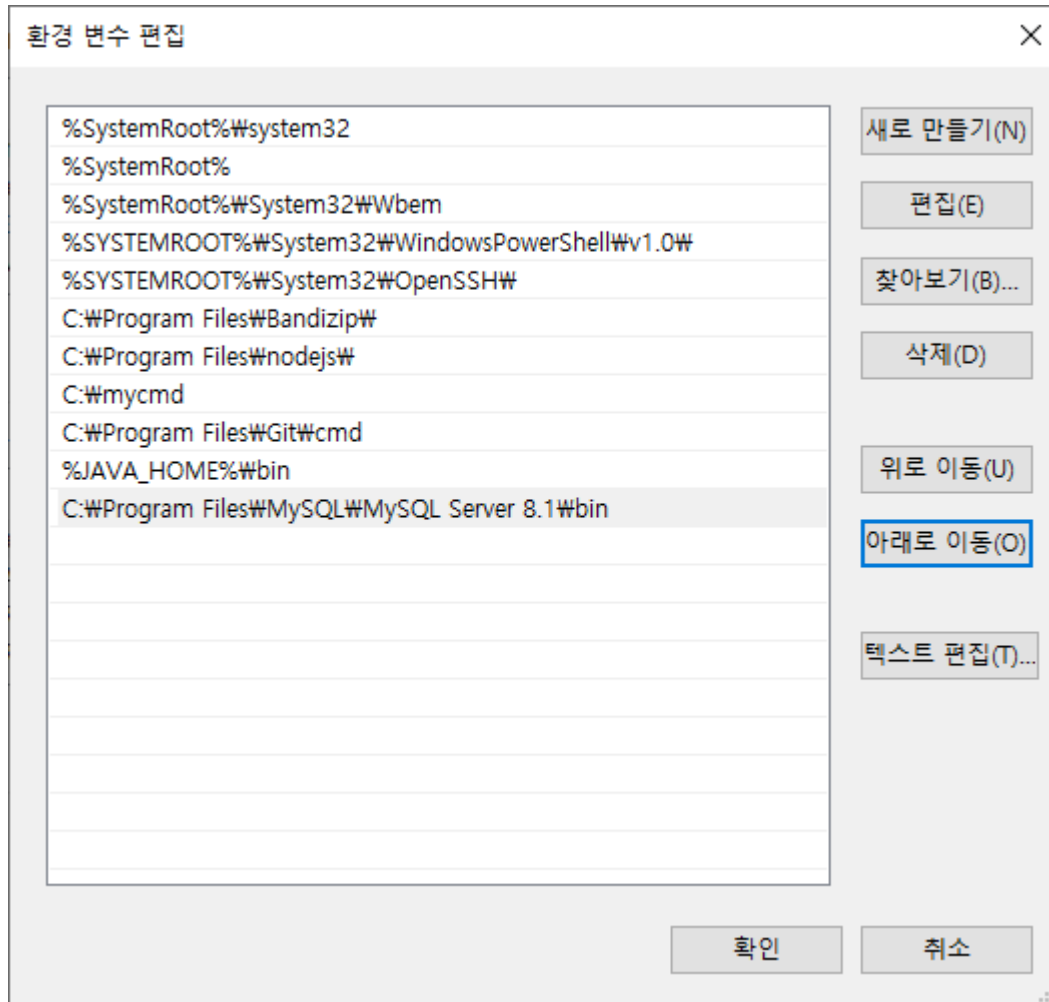 환경 변수 편집
%SystemRoot%₩system32
%SystemRoot%
%SystemRoot%₩System32₩Wbem
%SYSTEMROOT%₩System32₩WindowsPowerShell₩v1.0₩
%SYSTEMROOT%₩System32₩OpenSSH₩
C:₩Program Files₩Bandizip₩
C:₩Program Files₩nodejs₩
C:₩mycmd
C:₩Program Files₩Git₩cmd
%JAVA_HOME%₩bin
C:₩Program Files₩MySQL₩MySQL Server 8.1₩bin
새로 만들기(N)
편집(E)
찾아보기(B)...
삭제(D)
위로 이동(U)
아래로 이동(O)
텍스트 편집(T)...
확인
취소